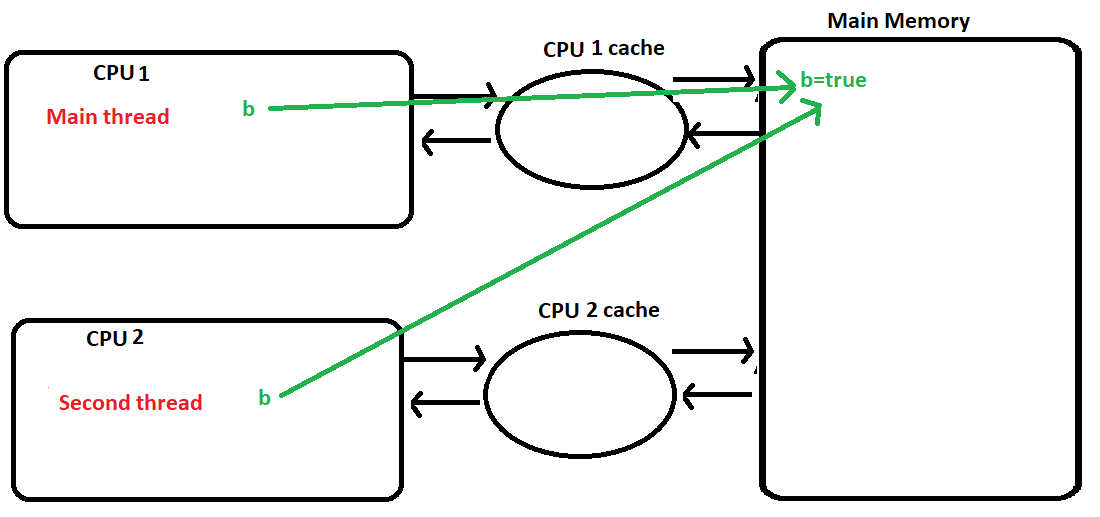 Main Memory
CPU 1 cache
CPU 1
b=true
Main thread
b
CPU 2 cache
CPU 2
Second thread
b